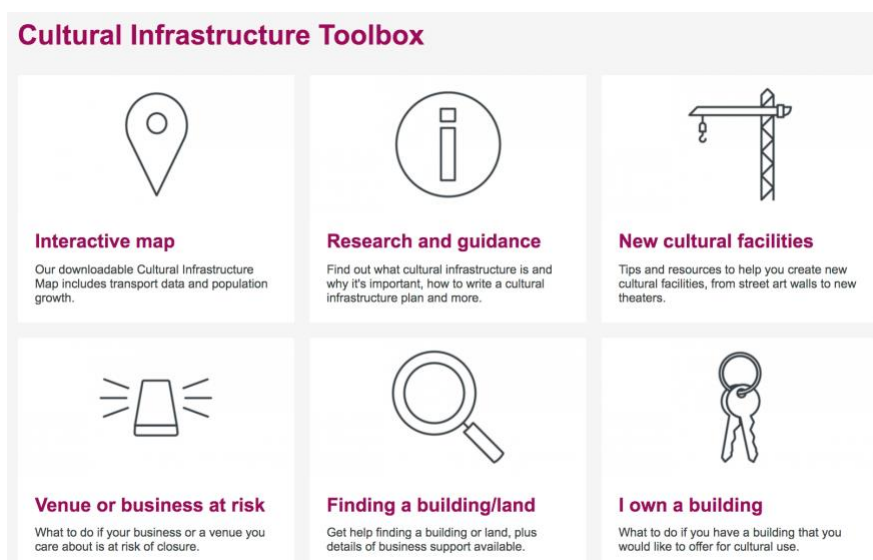 Cultural Infrastructure Toolbox
Interactive map
Our downloadable Cultural Infrastructure
Map includes transport data and population
growth.
Research and guidance
Find out what cultural infrastructure is and
why it's important, how to write a cultural
infrastructure plan and more.
New cultural facilities
Tips and resources to help you create new
cultural facilities, from street art walls to new
theaters.
Venue or business at risk
What to do if your business or a venue you
care about is at risk of closure.
Finding a building/land
Get help finding a building or land, plus
details of business support available.
I own a building
What to do if you have a building that you
would like to offer for cultural use.